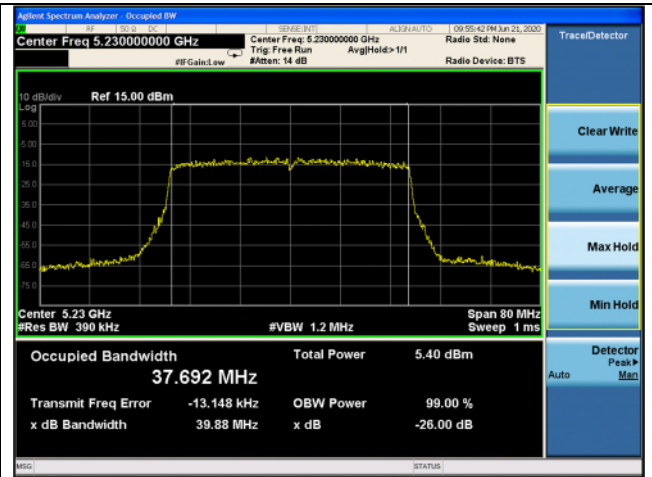 Agilent Spectrum Analyzer - Occupied BW
RF 50 Ω DC SENSE:INT ALIGN AUTO 09:55:42 PM Jun 21, 2020
Center Freq 5.230000000 GHz
Center Freq: 5.230000000 GHz
Radio Std: None
Trig: Free Run Avg|Hold:>1/1
#IFGain:Low #Atten: 14 dB Radio Device: BTS
Trace/Detector
10 dB/div Ref 15.00 dBm
Log
5.00
-5.00
-15.0
-25.0
-35.0
-45.0
-55.0
-65.0
-75.0
Center 5.23 GHz Span 80 MHz
#Res BW 390 kHz #VBW 1.2 MHz Sweep 1 ms
Occupied Bandwidth Total Power 5.40 dBm
37.692 MHz
Transmit Freq Error -13.148 kHz OBW Power 99.00 %
x dB Bandwidth 39.88 MHz x dB -26.00 dB
Clear Write
Average
Max Hold
Min Hold
Detector
Peak▶
Auto Man
MSG STATUS